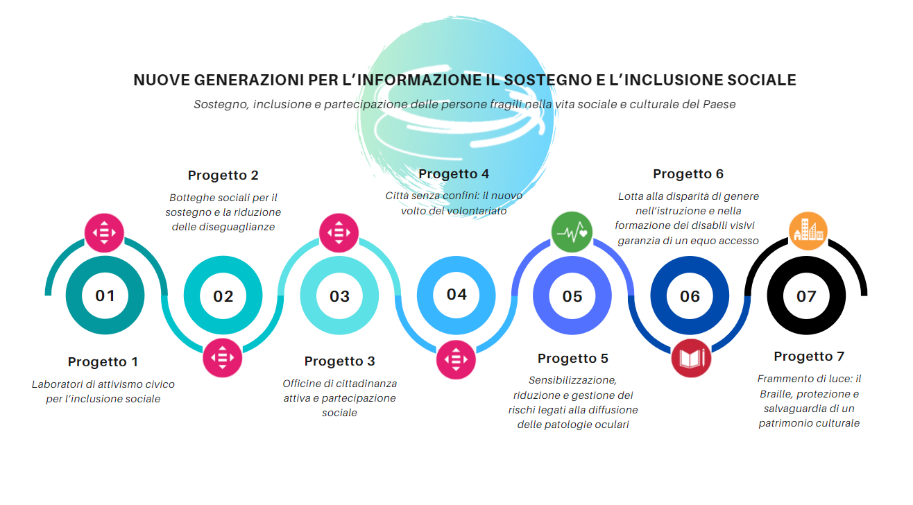 NUOVE GENERAZIONI PER L'INFORMAZIONE IL SOSTEGNO E L'INCLUSIONE SOCIALE
Sostegno, inclusione e partecipazione delle persone fragili nella vita sociale e culturale del Paese
Progetto 2
Botteghe sociali per il
sostegno e la riduzione
delle diseguaglianze
Progetto 4
Città senza confini: il nuovo
volto del volontariato
Progetto 6
Lotta alla disparità di genere
nell'istruzione e nella
formazione dei disabili visivi
garanzia di un equo accesso
01
02
03
04
05
06
07
Progetto 1
Laboratori di attivismo civico
per l'inclusione sociale
Progetto 3
Officine di cittadinanza
attiva e partecipazione
sociale
Progetto 5
Sensibilizzazione,
riduzione e gestione dei
rischi legati alla diffusione
delle patologie oculari
Progetto 7
Frammento di luce: il
Braille, protezione e
salvaguardia di un
patrimonio culturale